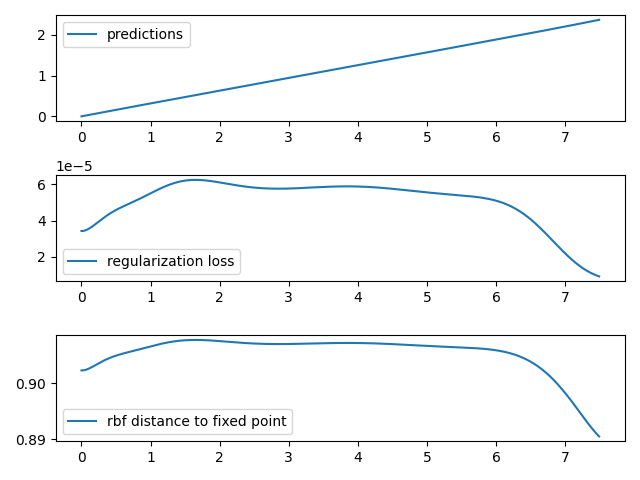 2
1
0
predictions
0 1 2 3 4 5 6 7
1e−5
6
4
2
regularization loss
0 1 2 3 4 5 6 7
0.90
0.89
rbf distance to fixed point
0 1 2 3 4 5 6 7